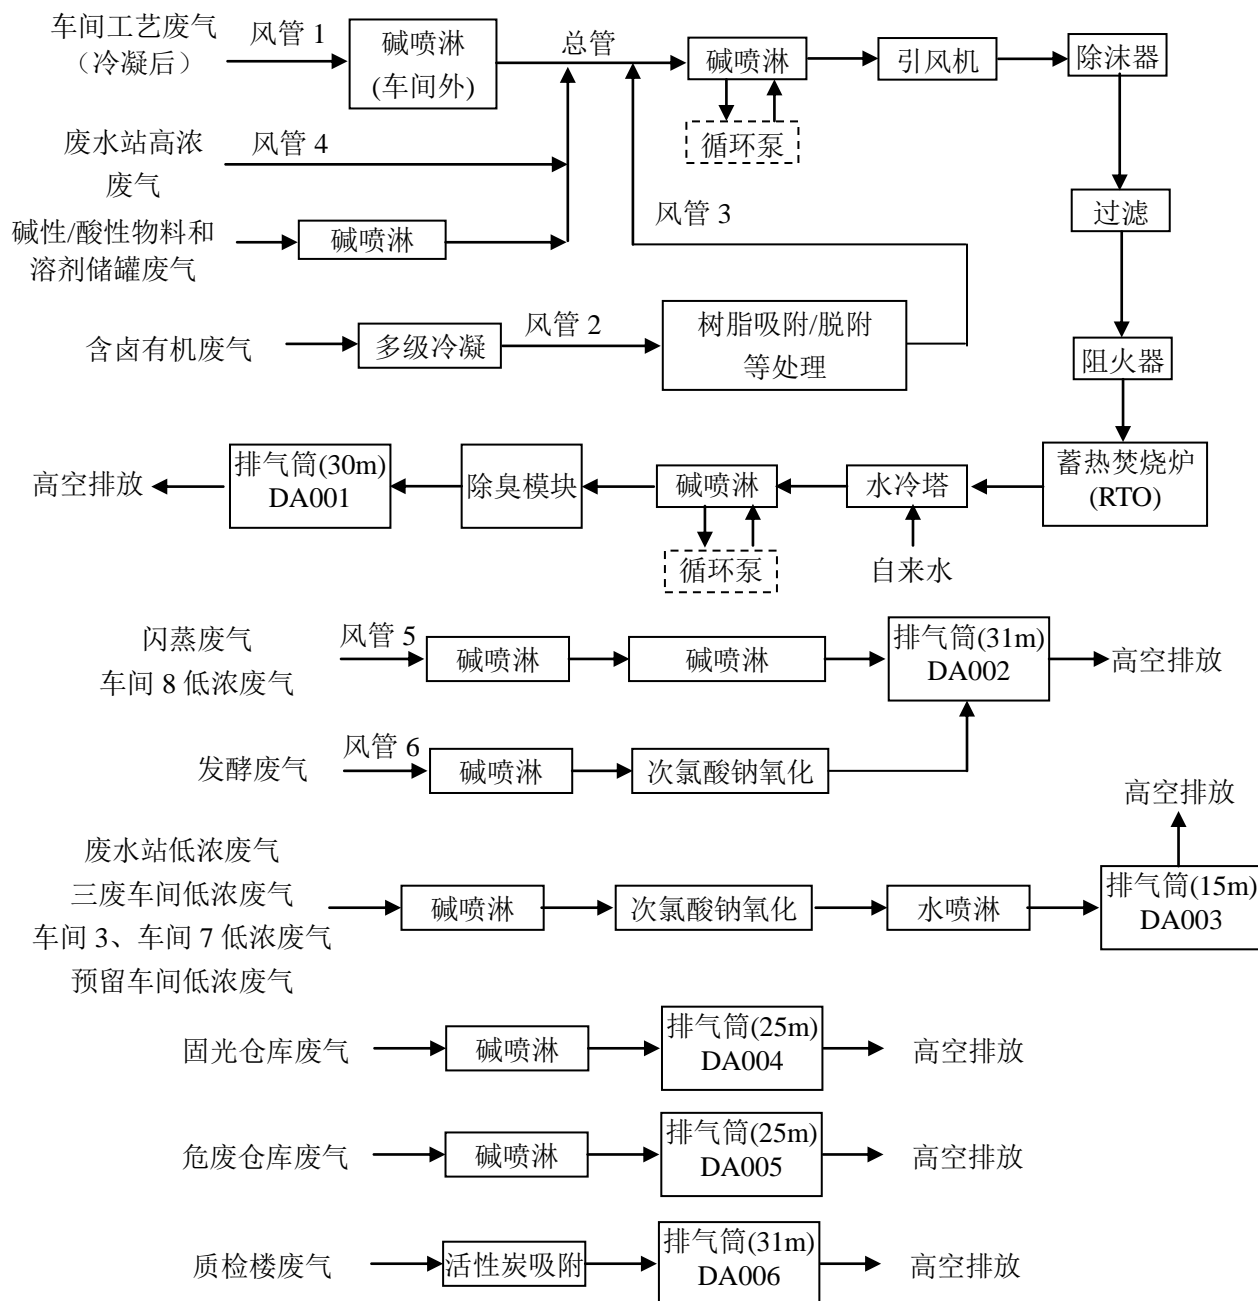 车间工艺废气
（冷凝后）
风管 1
碱喷淋
(车间外)
总管
碱喷淋
引风机
除沫器
循环泵
废水站高浓
废气
风管 4
过滤
风管 3
碱性/酸性物料和
溶剂储罐废气
碱喷淋
含卤有机废气
多级冷凝
风管 2
树脂吸附/脱附
等处理
阻火器
高空排放
排气筒(30m)
DA001
除臭模块
碱喷淋
水冷塔
蓄热焚烧炉
(RTO)
循环泵
自来水
闪蒸废气
车间 8 低浓废气
风管 5
碱喷淋
碱喷淋
排气筒(31m)
DA002
高空排放
发酵废气
风管 6
碱喷淋
次氯酸钠氧化
高空排放
废水站低浓废气
三废车间低浓废气
车间 3、车间 7 低浓废气
预留车间低浓废气
碱喷淋
次氯酸钠氧化
水喷淋
排气筒(15m)
DA003
固光仓库废气
碱喷淋
排气筒(25m)
DA004
高空排放
危废仓库废气
碱喷淋
排气筒(25m)
DA005
高空排放
质检楼废气
活性炭吸附
排气筒(31m)
DA006
高空排放